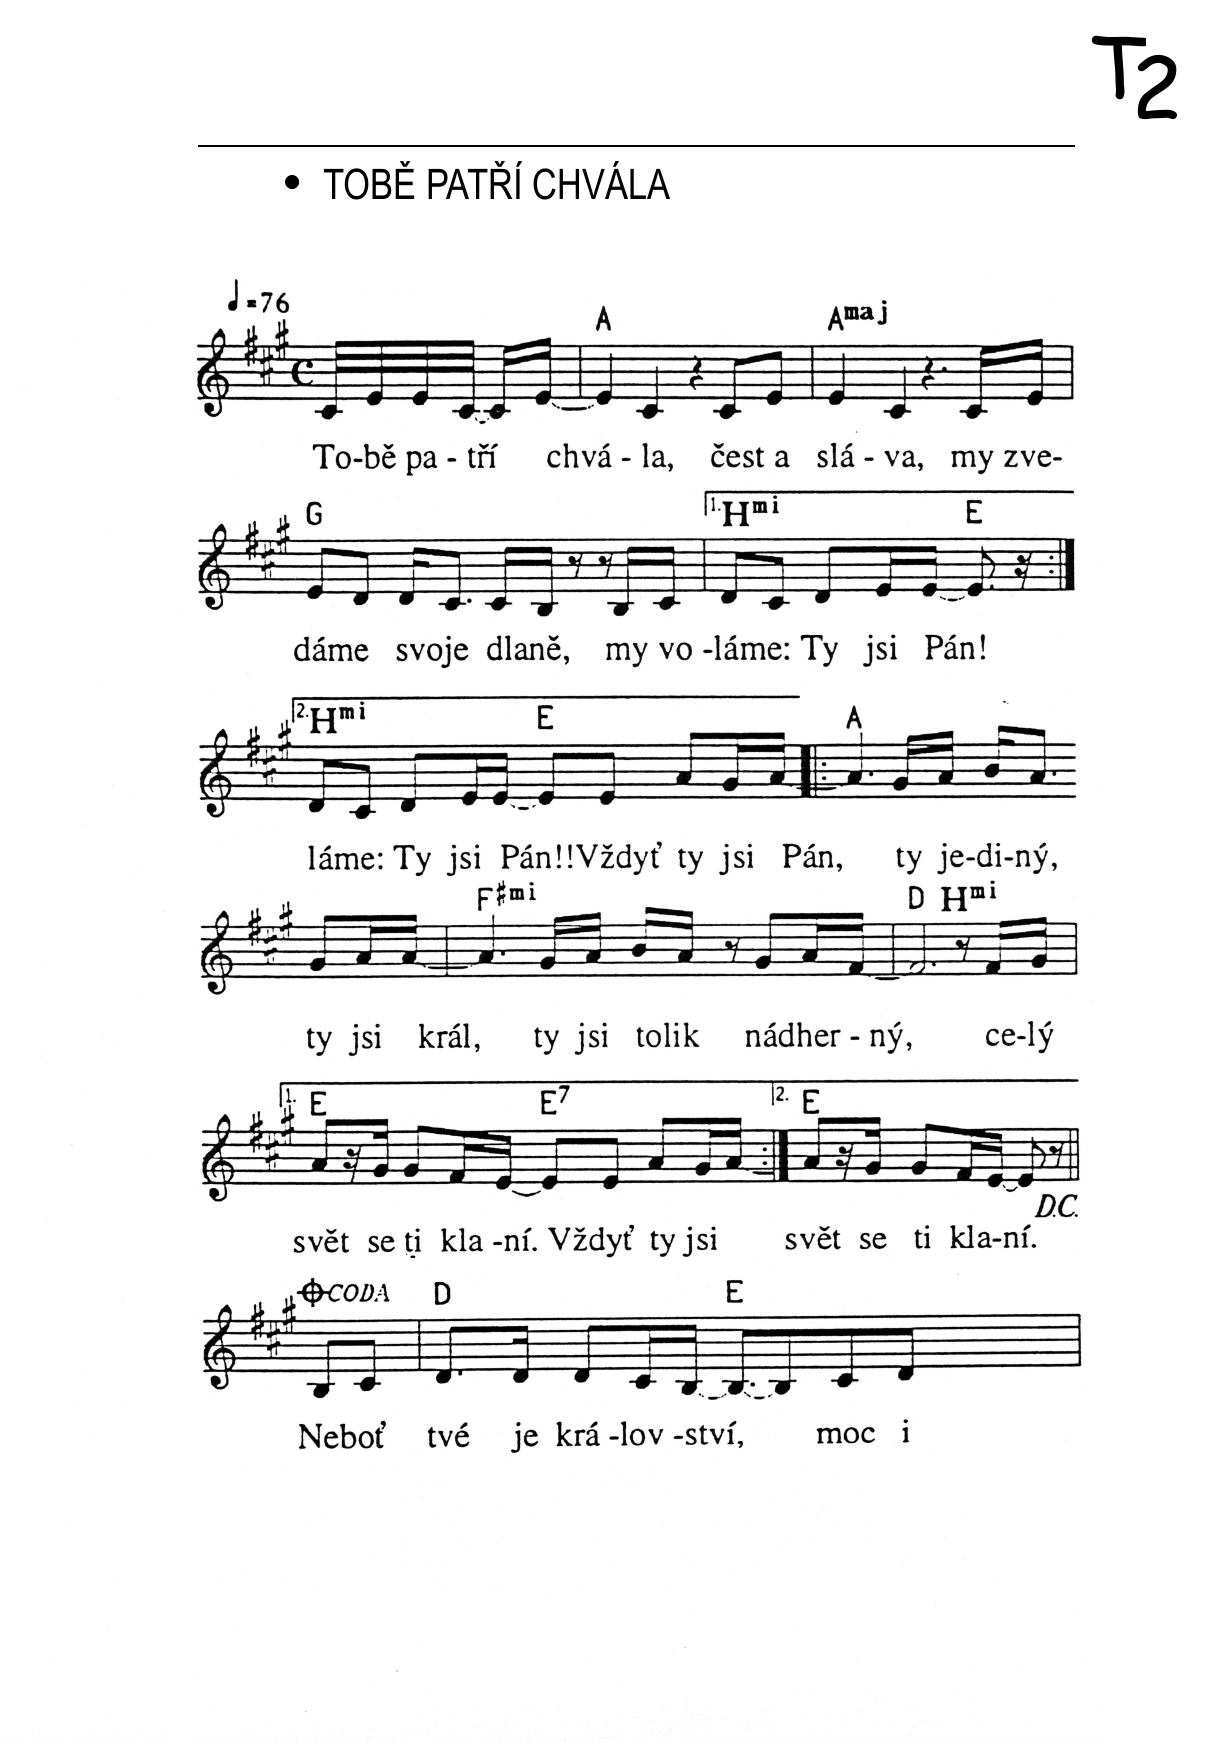 T2
• TOBĚ PATŘÍ CHVÁLA
♩=76
A Amaj
To-bě pa - tří chvá - la, čest a slá - va, my zve-
G 1. Hmi E
dáme svoje dlaně, my vo -láme: Ty jsi Pán!
2. Hmi E A
láme: Ty jsi Pán!!Vždyť ty jsi Pán, ty je-di-ný,
F♯mi D Hmi
ty jsi král, ty jsi tolik nádher - ný, ce-lý
1. E E7 2. E
D.C.
svět se ti kla -ní. Vždyť ty jsi svět se ti kla-ní.
CODA D E
Neboť tvé je krá -lov -ství, moc i